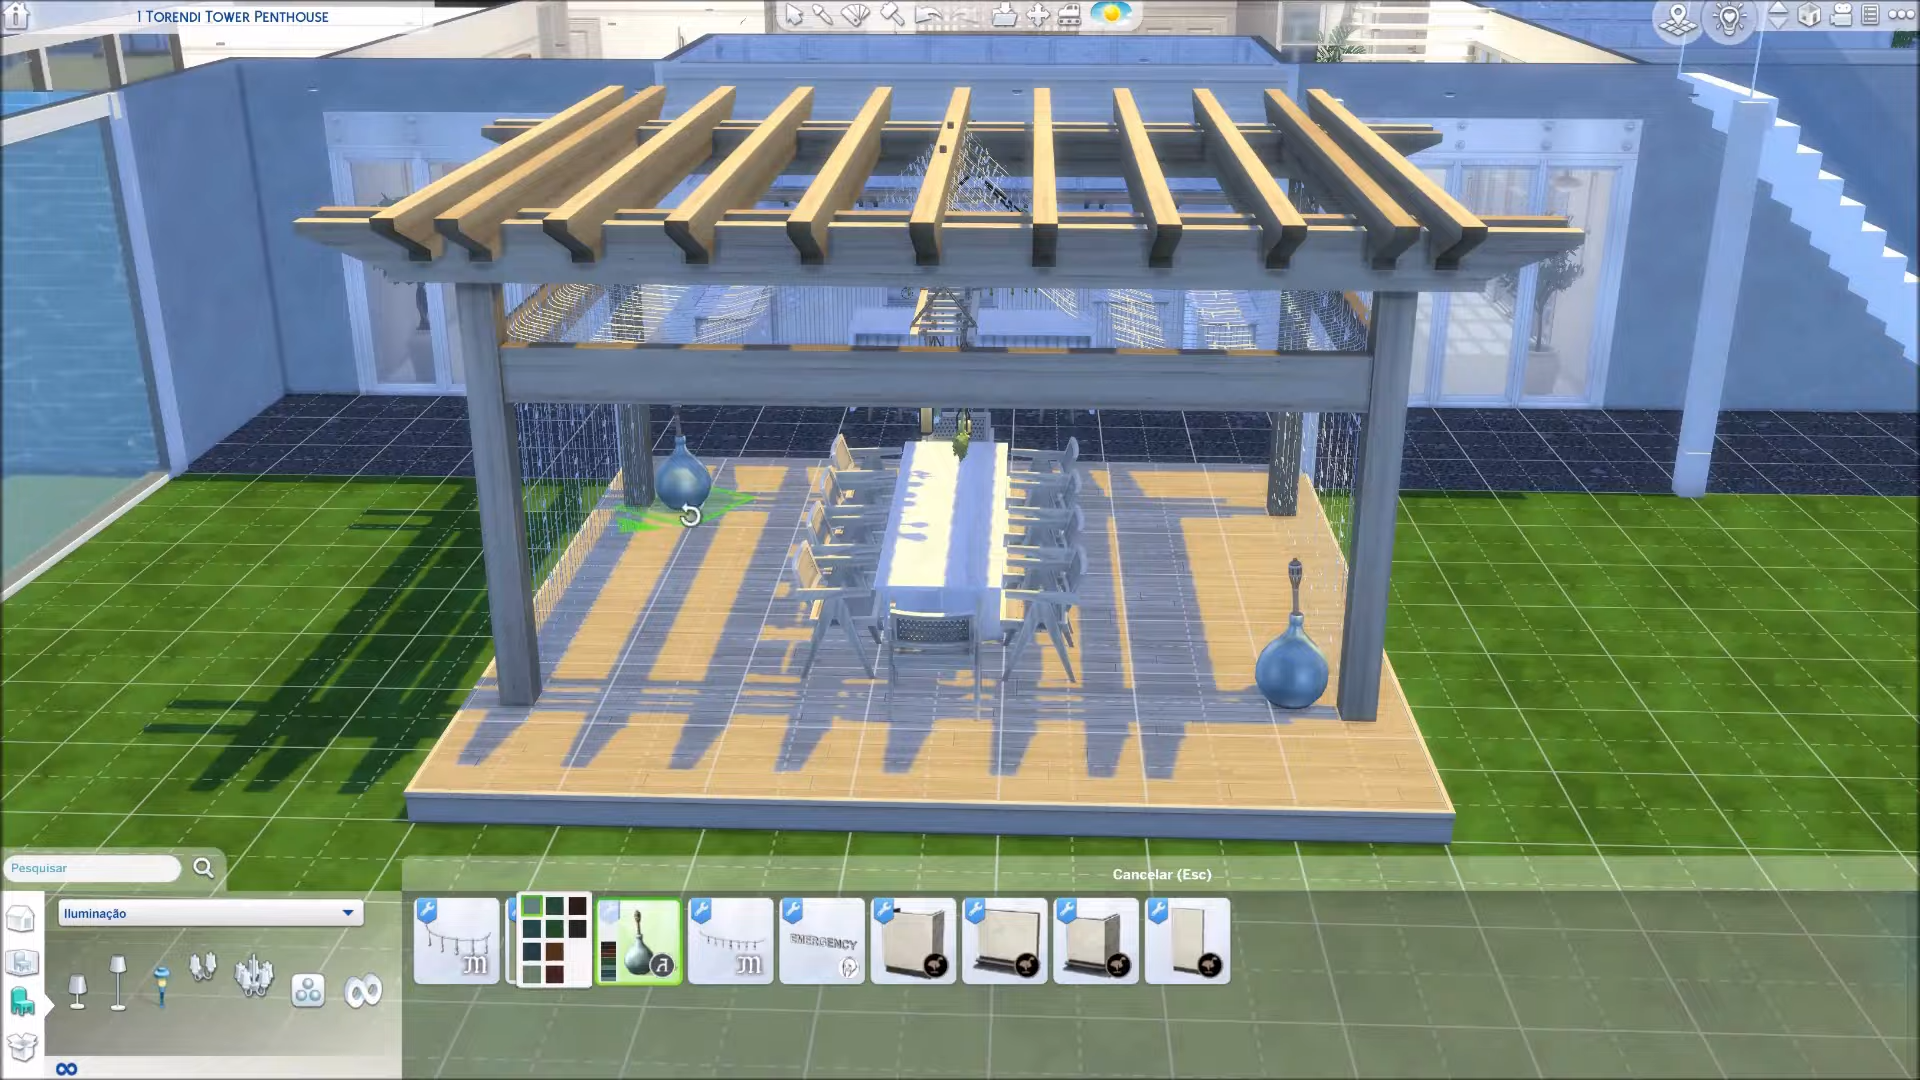 1 Torendi Tower Penthouse
Pesquisar
Cancelar (Esc)
Iluminação
m
a
m
EMERGENCY